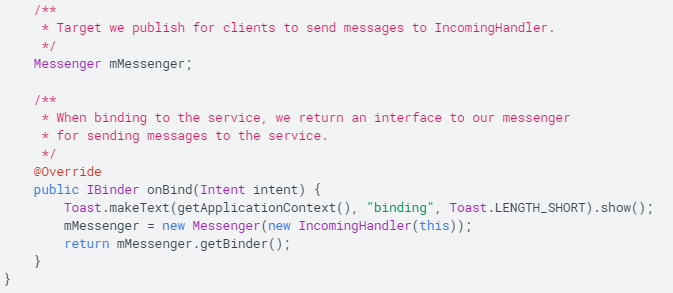 /**
* Target we publish for clients to send messages to IncomingHandler.
*/
Messenger mMessenger;
/**
* When binding to the service, we return an interface to our messenger
* for sending messages to the service.
*/
@Override
public IBinder onBind(Intent intent) {
Toast.makeText(getApplicationContext(), "binding", Toast.LENGTH_SHORT).show();
mMessenger = new Messenger(new IncomingHandler(this));
return mMessenger.getBinder();
}
}